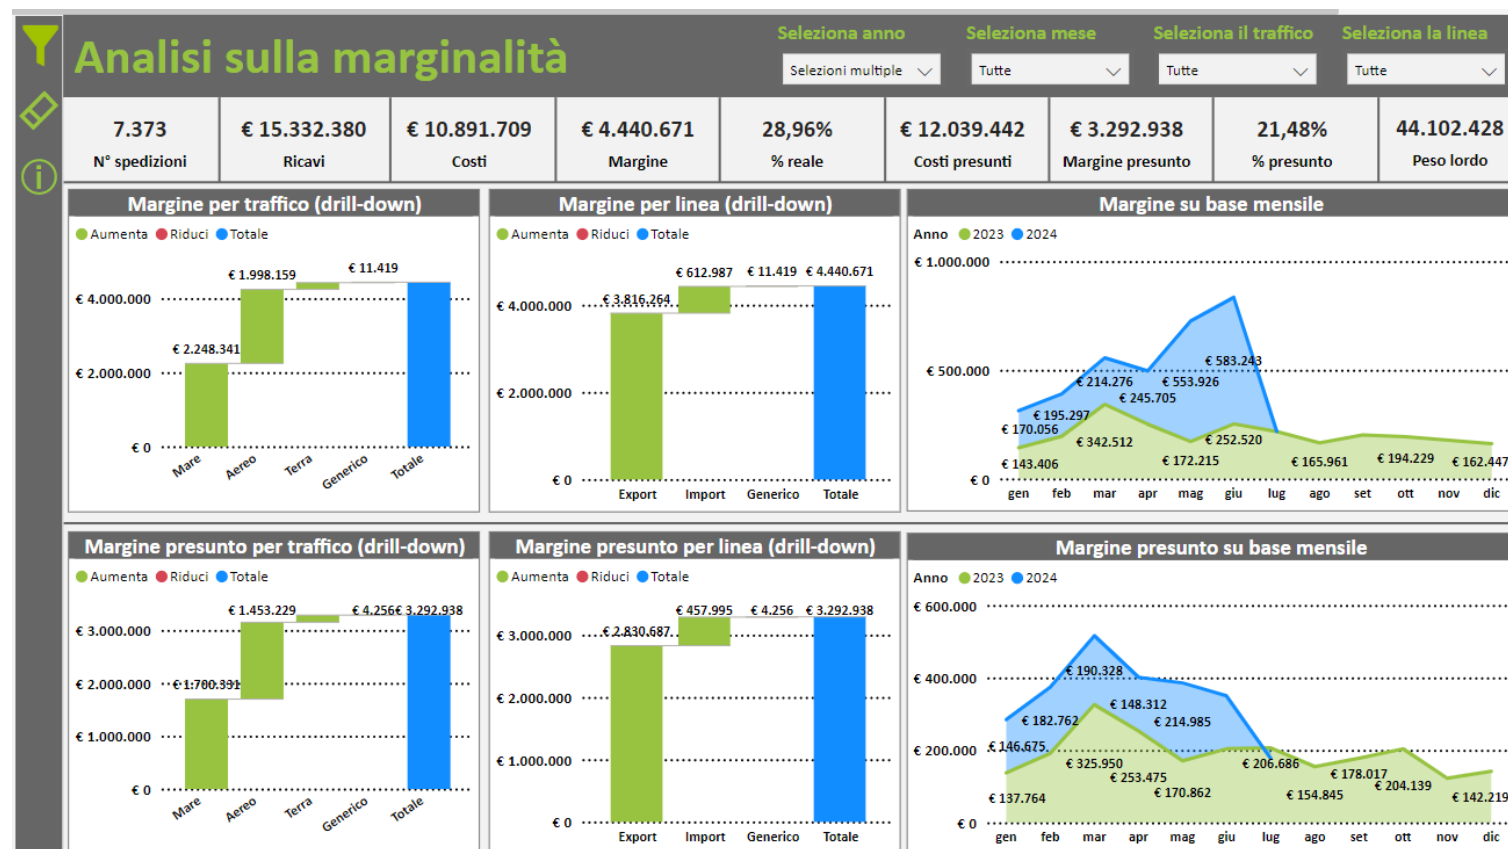 Analisi sulla marginalità
Seleziona anno
Seleziona mese
Seleziona il traffico
Seleziona la linea
Selezioni multiple
Tutte
Tutte
Tutte
7.373
N° spedizioni
€ 15.332.380
Ricavi
€ 10.891.709
Costi
€ 4.440.671
Margine
28,96%
% reale
€ 12.039.442
Costi presunti
€ 3.292.938
Margine presunto
21,48%
% presunto
44.102.428
Peso lordo
Margine per traffico (drill-down)
Aumenta Riduci Totale
€ 4.000.000
€ 2.000.000
€ 0
€ 2.248.341
€ 1.998.159
€ 11.419
Mare
Aereo
Terra
Generico
Totale
Margine per linea (drill-down)
Aumenta Riduci Totale
€ 4.000.000
€ 2.000.000
€ 0
€ 3.816.264
€ 612.987
€ 11.419
€ 4.440.671
Export
Import
Generico
Totale
Margine su base mensile
Anno 2023 2024
€ 1.000.000
€ 500.000
€ 0
€ 170.056
€ 195.297
€ 214.276
€ 245.705
€ 553.926
€ 583.243
€ 143.406
€ 342.512
€ 172.215
€ 252.520
€ 165.961
€ 194.229
€ 162.447
gen feb mar apr mag giu lug ago set ott nov dic
Margine presunto per traffico (drill-down)
Aumenta Riduci Totale
€ 3.000.000
€ 2.000.000
€ 1.000.000
€ 0
€ 1.700.391
€ 1.453.229
€ 4.256
€ 3.292.938
Mare
Aereo
Terra
Generico
Totale
Margine presunto per linea (drill-down)
Aumenta Riduci Totale
€ 3.000.000
€ 2.000.000
€ 1.000.000
€ 0
€ 2.830.687
€ 457.995
€ 4.256
€ 3.292.938
Export
Import
Generico
Totale
Margine presunto su base mensile
Anno 2023 2024
€ 600.000
€ 400.000
€ 200.000
€ 0
€ 146.675
€ 182.762
€ 190.328
€ 148.312
€ 214.985
€ 137.764
€ 325.950
€ 253.475
€ 170.862
€ 206.686
€ 154.845
€ 178.017
€ 204.139
€ 142.219
gen feb mar apr mag giu lug ago set ott nov dic